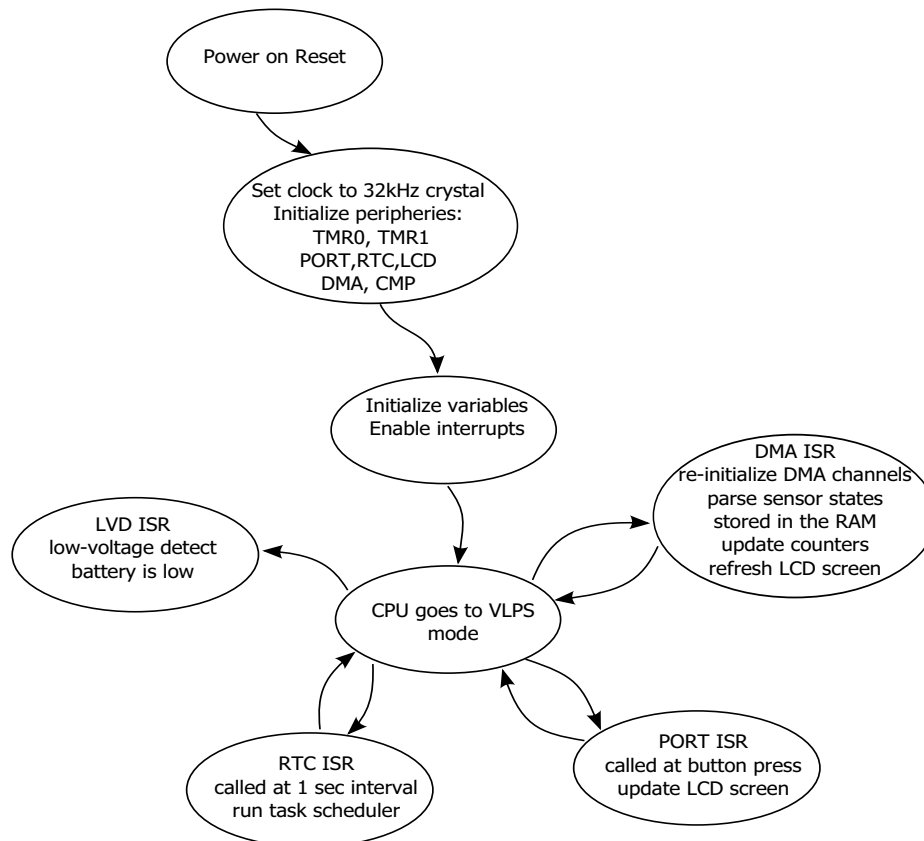 Power on Reset
Set clock to 32kHz crystal
Initialize peripheries:
TMR0, TMR1
PORT,RTC,LCD
DMA, CMP
Initialize variables
Enable interrupts
DMA ISR
re-initialize DMA channels
parse sensor states
stored in the RAM
update counters
refresh LCD screen
LVD ISR
low-voltage detect
battery is low
CPU goes to VLPS
mode
RTC ISR
called at 1 sec interval
run task scheduler
PORT ISR
called at button press
update LCD screen